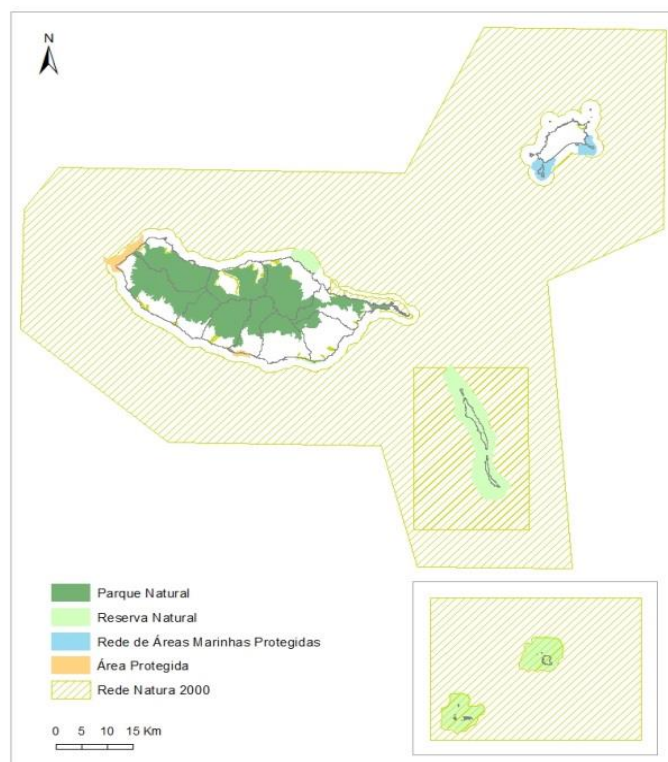 N
Parque Natural
Reserva Natural
Rede de Áreas Marinhas Protegidas
Área Protegida
Rede Natura 2000
0 5 10 15 Km